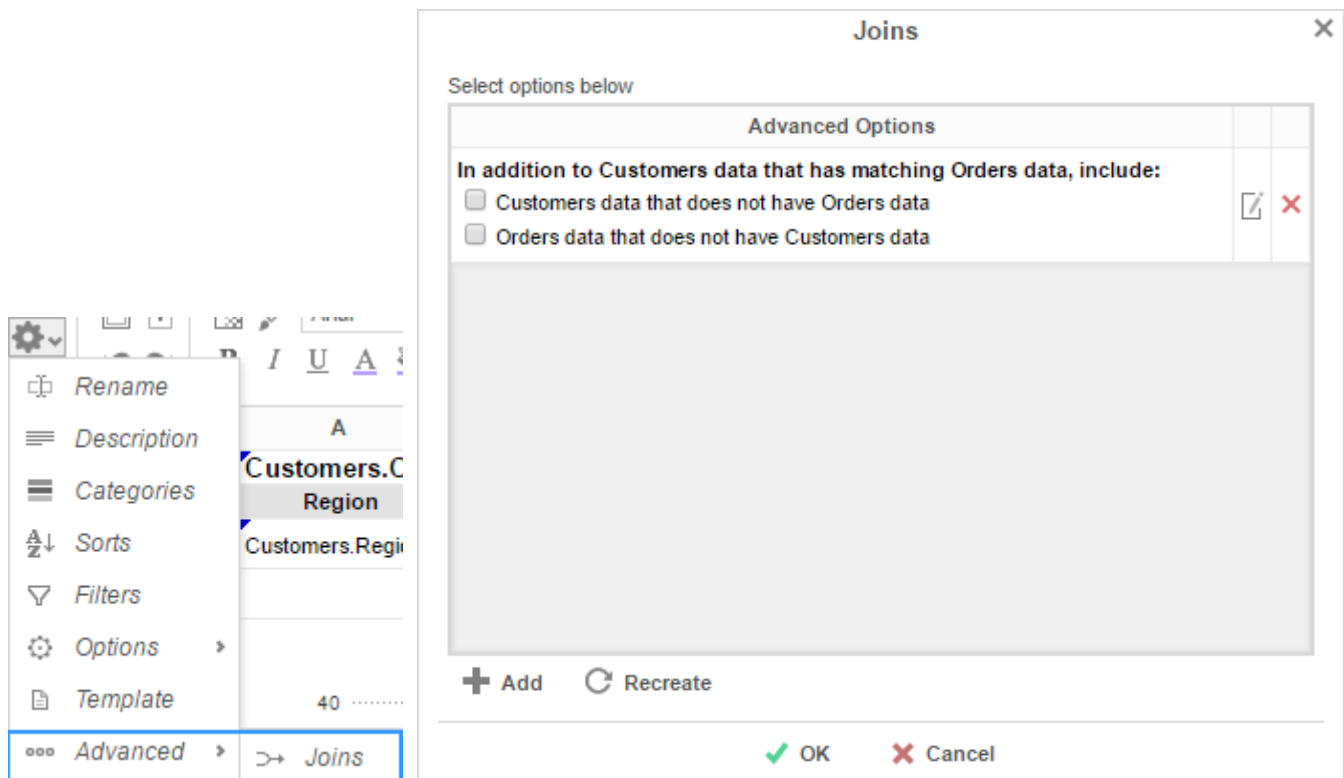 Joins
Select options below
Advanced Options
In addition to Customers data that has matching Orders data, include:
Customers data that does not have Orders data
Orders data that does not have Customers data
Add Recreate
OK Cancel
I U A
Rename
Description
Categories
Sorts
Filters
Options
Template
Advanced
Joins
A
Customers.C
Region
Customers.Regi
40